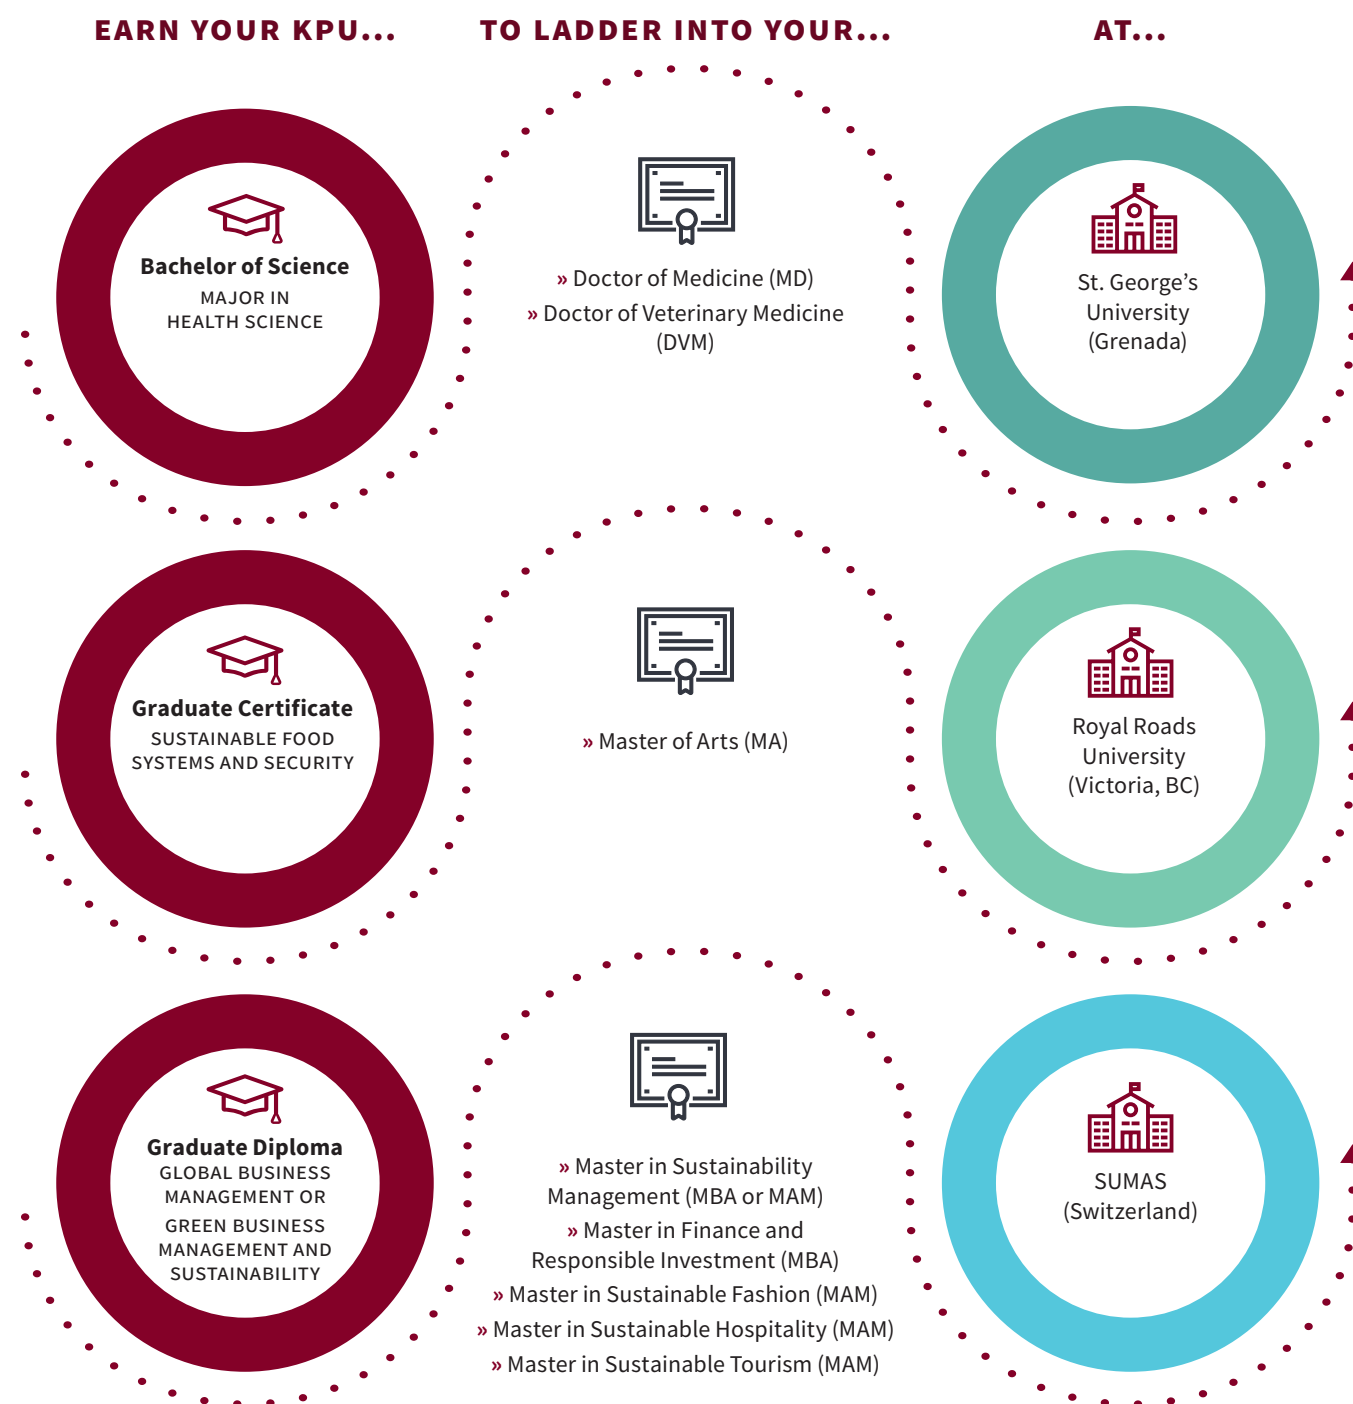 EARN YOUR KPU...
TO LADDER INTO YOUR...
AT...
Bachelor of Science
MAJOR IN
HEALTH SCIENCE
» Doctor of Medicine (MD)
» Doctor of Veterinary Medicine
(DVM)
St. George’s
University
(Grenada)
Graduate Certificate
SUSTAINABLE FOOD
SYSTEMS AND SECURITY
» Master of Arts (MA)
Royal Roads
University
(Victoria, BC)
Graduate Diploma
GLOBAL BUSINESS
MANAGEMENT OR
GREEN BUSINESS
MANAGEMENT AND
SUSTAINABILITY
» Master in Sustainability
Management (MBA or MAM)
» Master in Finance and
Responsible Investment (MBA)
» Master in Sustainable Fashion (MAM)
» Master in Sustainable Hospitality (MAM)
» Master in Sustainable Tourism (MAM)
SUMAS
(Switzerland)